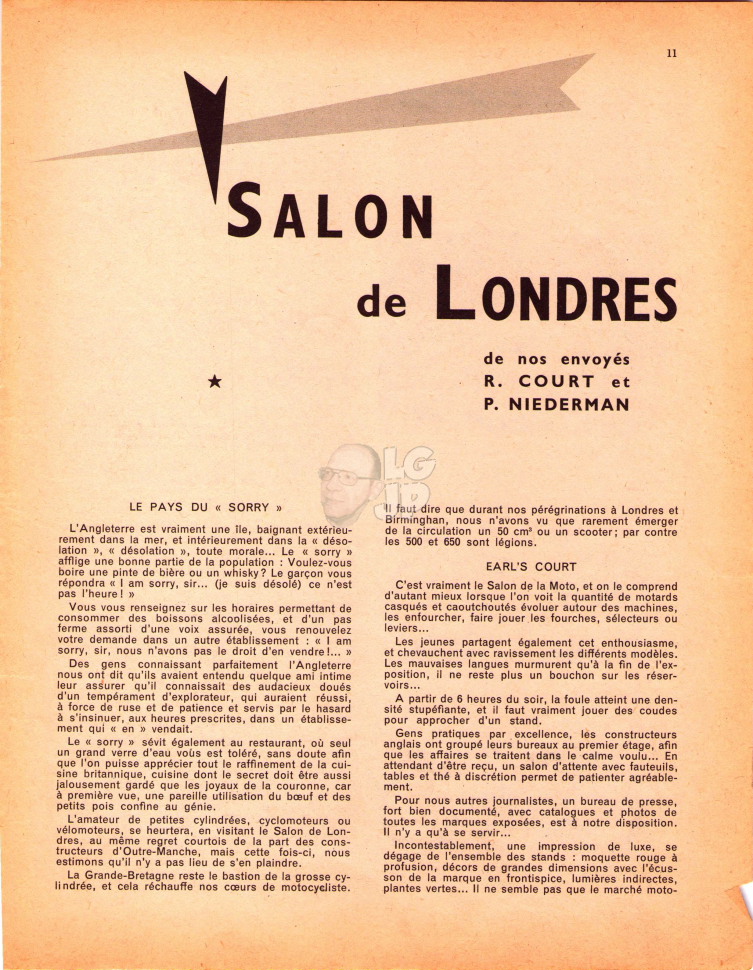 11
SALON
de LONDRES
de nos envoyés
R. COURT et
P. NIEDERMAN
LG
JP
LE PAYS DU « SORRY »
L'Angleterre est vraiment une île, baignant extérieu-
rement dans la mer, et intérieurement dans la « déso-
lation », « désolation », toute morale... Le « sorry »
afflige une bonne partie de la population : Voulez-vous
boire une pinte de bière ou un whisky? Le garçon vous
répondra « I am sorry, sir... (je suis désolé) ce n'est
pas l'heure! »
Vous vous renseignez sur les horaires permettant de
consommer des boissons alcoolisées, et d'un pas
ferme assorti d'une voix assurée, vous renouvelez
votre demande dans un autre établissement : « I am
sorry, sir, nous n'avons pas le droit d'en vendre!... »
Des gens connaissant parfaitement l'Angleterre
nous ont dit qu'ils avaient entendu quelque ami intime
leur assurer qu'il connaissait des audacieux doués
d'un tempérament d'explorateur, qui auraient réussi,
à force de ruse et de patience et servis par le hasard
à s'insinuer, aux heures prescrites, dans un établisse-
ment qui « en » vendait.
Le « sorry » sévit également au restaurant, où seul
un grand verre d'eau vous est toléré, sans doute afin
que l'on puisse apprécier tout le raffinement de la cui-
sine britannique, cuisine dont le secret doit être aussi
jalousement gardé que les joyaux de la couronne, car
à première vue, une pareille utilisation du bœuf et des
petits pois confine au génie.
L'amateur de petites cylindrées, cyclomoteurs ou
vélomoteurs, se heurtera, en visitant le Salon de Lon-
dres, au même regret courtois de la part des cons-
tructeurs d'Outre-Manche, mais cette fois-ci, nous
estimons qu'il n'y a pas lieu de s'en plaindre.
La Grande-Bretagne reste le bastion de la grosse cy-
lindrée, et cela réchauffe nos cœurs de motocycliste.
Il faut dire que durant nos pérégrinations à Londres et
Birminghan, nous n'avons vu que rarement émerger
de la circulation un 50 cm³ ou un scooter; par contre
les 500 et 650 sont légions.
EARL'S COURT
C'est vraiment le Salon de la Moto, et on le comprend
d'autant mieux lorsque l'on voit la quantité de motards
casqués et caoutchoutés évoluer autour des machines,
les enfourcher, faire jouer les fourches, sélecteurs ou
leviers...
Les jeunes partagent également cet enthousiasme,
et chevauchent avec ravissement les différents modèles.
Les mauvaises langues murmurent qu'à la fin de l'ex-
position, il ne reste plus un bouchon sur les réser-
voirs...
A partir de 6 heures du soir, la foule atteint une den-
sité stupéfiante, et il faut vraiment jouer des coudes
pour approcher d'un stand.
Gens pratiques par excellence, les constructeurs
anglais ont groupé leurs bureaux au premier étage, afin
que les affaires se traitent dans le calme voulu... En
attendant d'être reçu, un salon d'attente avec fauteuils,
tables et thé à discrétion permet de patienter agréable-
ment.
Pour nous autres journalistes, un bureau de presse,
fort bien documenté, avec catalogues et photos de
toutes les marques exposées, est à notre disposition.
Il n'y a qu'à se servir...
Incontestablement, une impression de luxe, se
dégage de l'ensemble des stands : moquette rouge à
profusion, décors de grandes dimensions avec l'écus-
son de la marque en frontispice, lumières indirectes,
plantes vertes... Il ne semble pas que le marché moto-